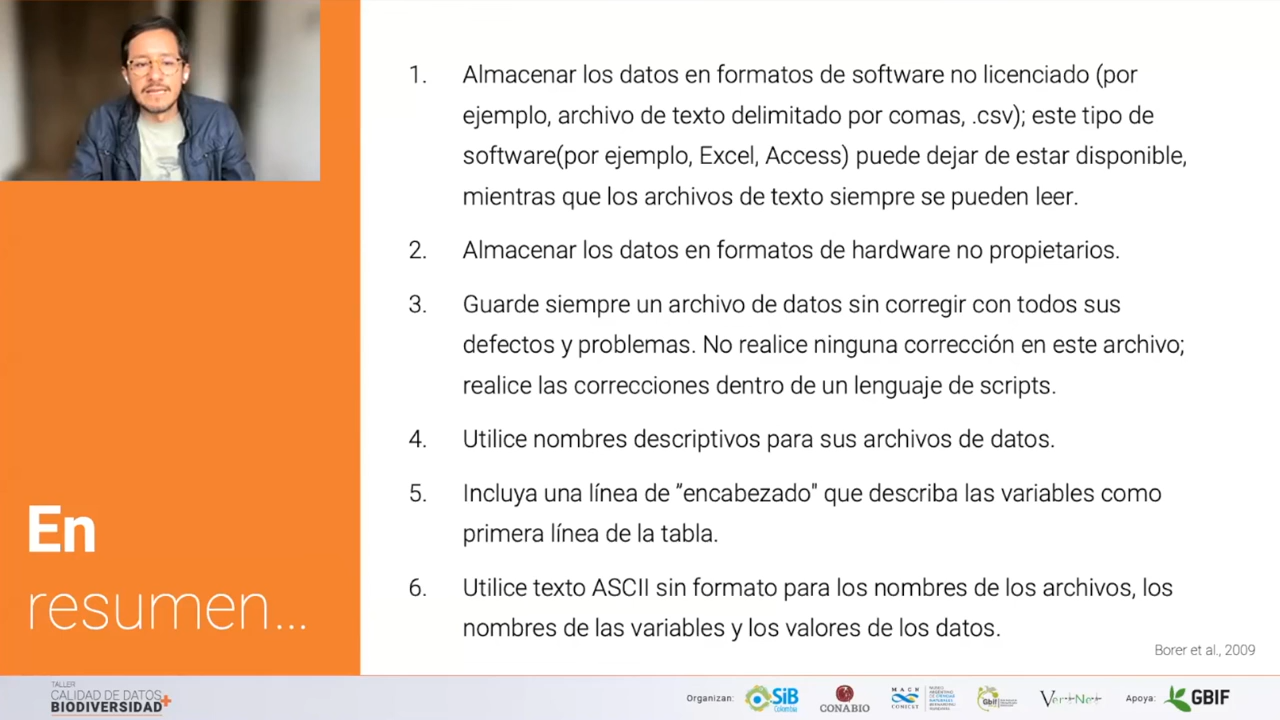 1. Almacenar los datos en formatos de software no licenciado (por
ejemplo, archivo de texto delimitado por comas, .csv); este tipo de
software(por ejemplo, Excel, Access) puede dejar de estar disponible,
mientras que los archivos de texto siempre se pueden leer.
2. Almacenar los datos en formatos de hardware no propietarios.
3. Guarde siempre un archivo de datos sin corregir con todos sus
defectos y problemas. No realice ninguna corrección en este archivo;
realice las correcciones dentro de un lenguaje de scripts.
4. Utilice nombres descriptivos para sus archivos de datos.
5. Incluya una línea de ”encabezado" que describa las variables como
primera línea de la tabla.
6. Utilice texto ASCII sin formato para los nombres de los archivos, los
nombres de las variables y los valores de los datos.
Borer et al., 2009
En
resumen...
TALLER
CALIDAD DE DATOS
BIODIVERSIDAD+
Organizan:
SiB
Colombia
CONABIO
MACN
CONICET
Gbif
VertNet
Apoya:
GBIF